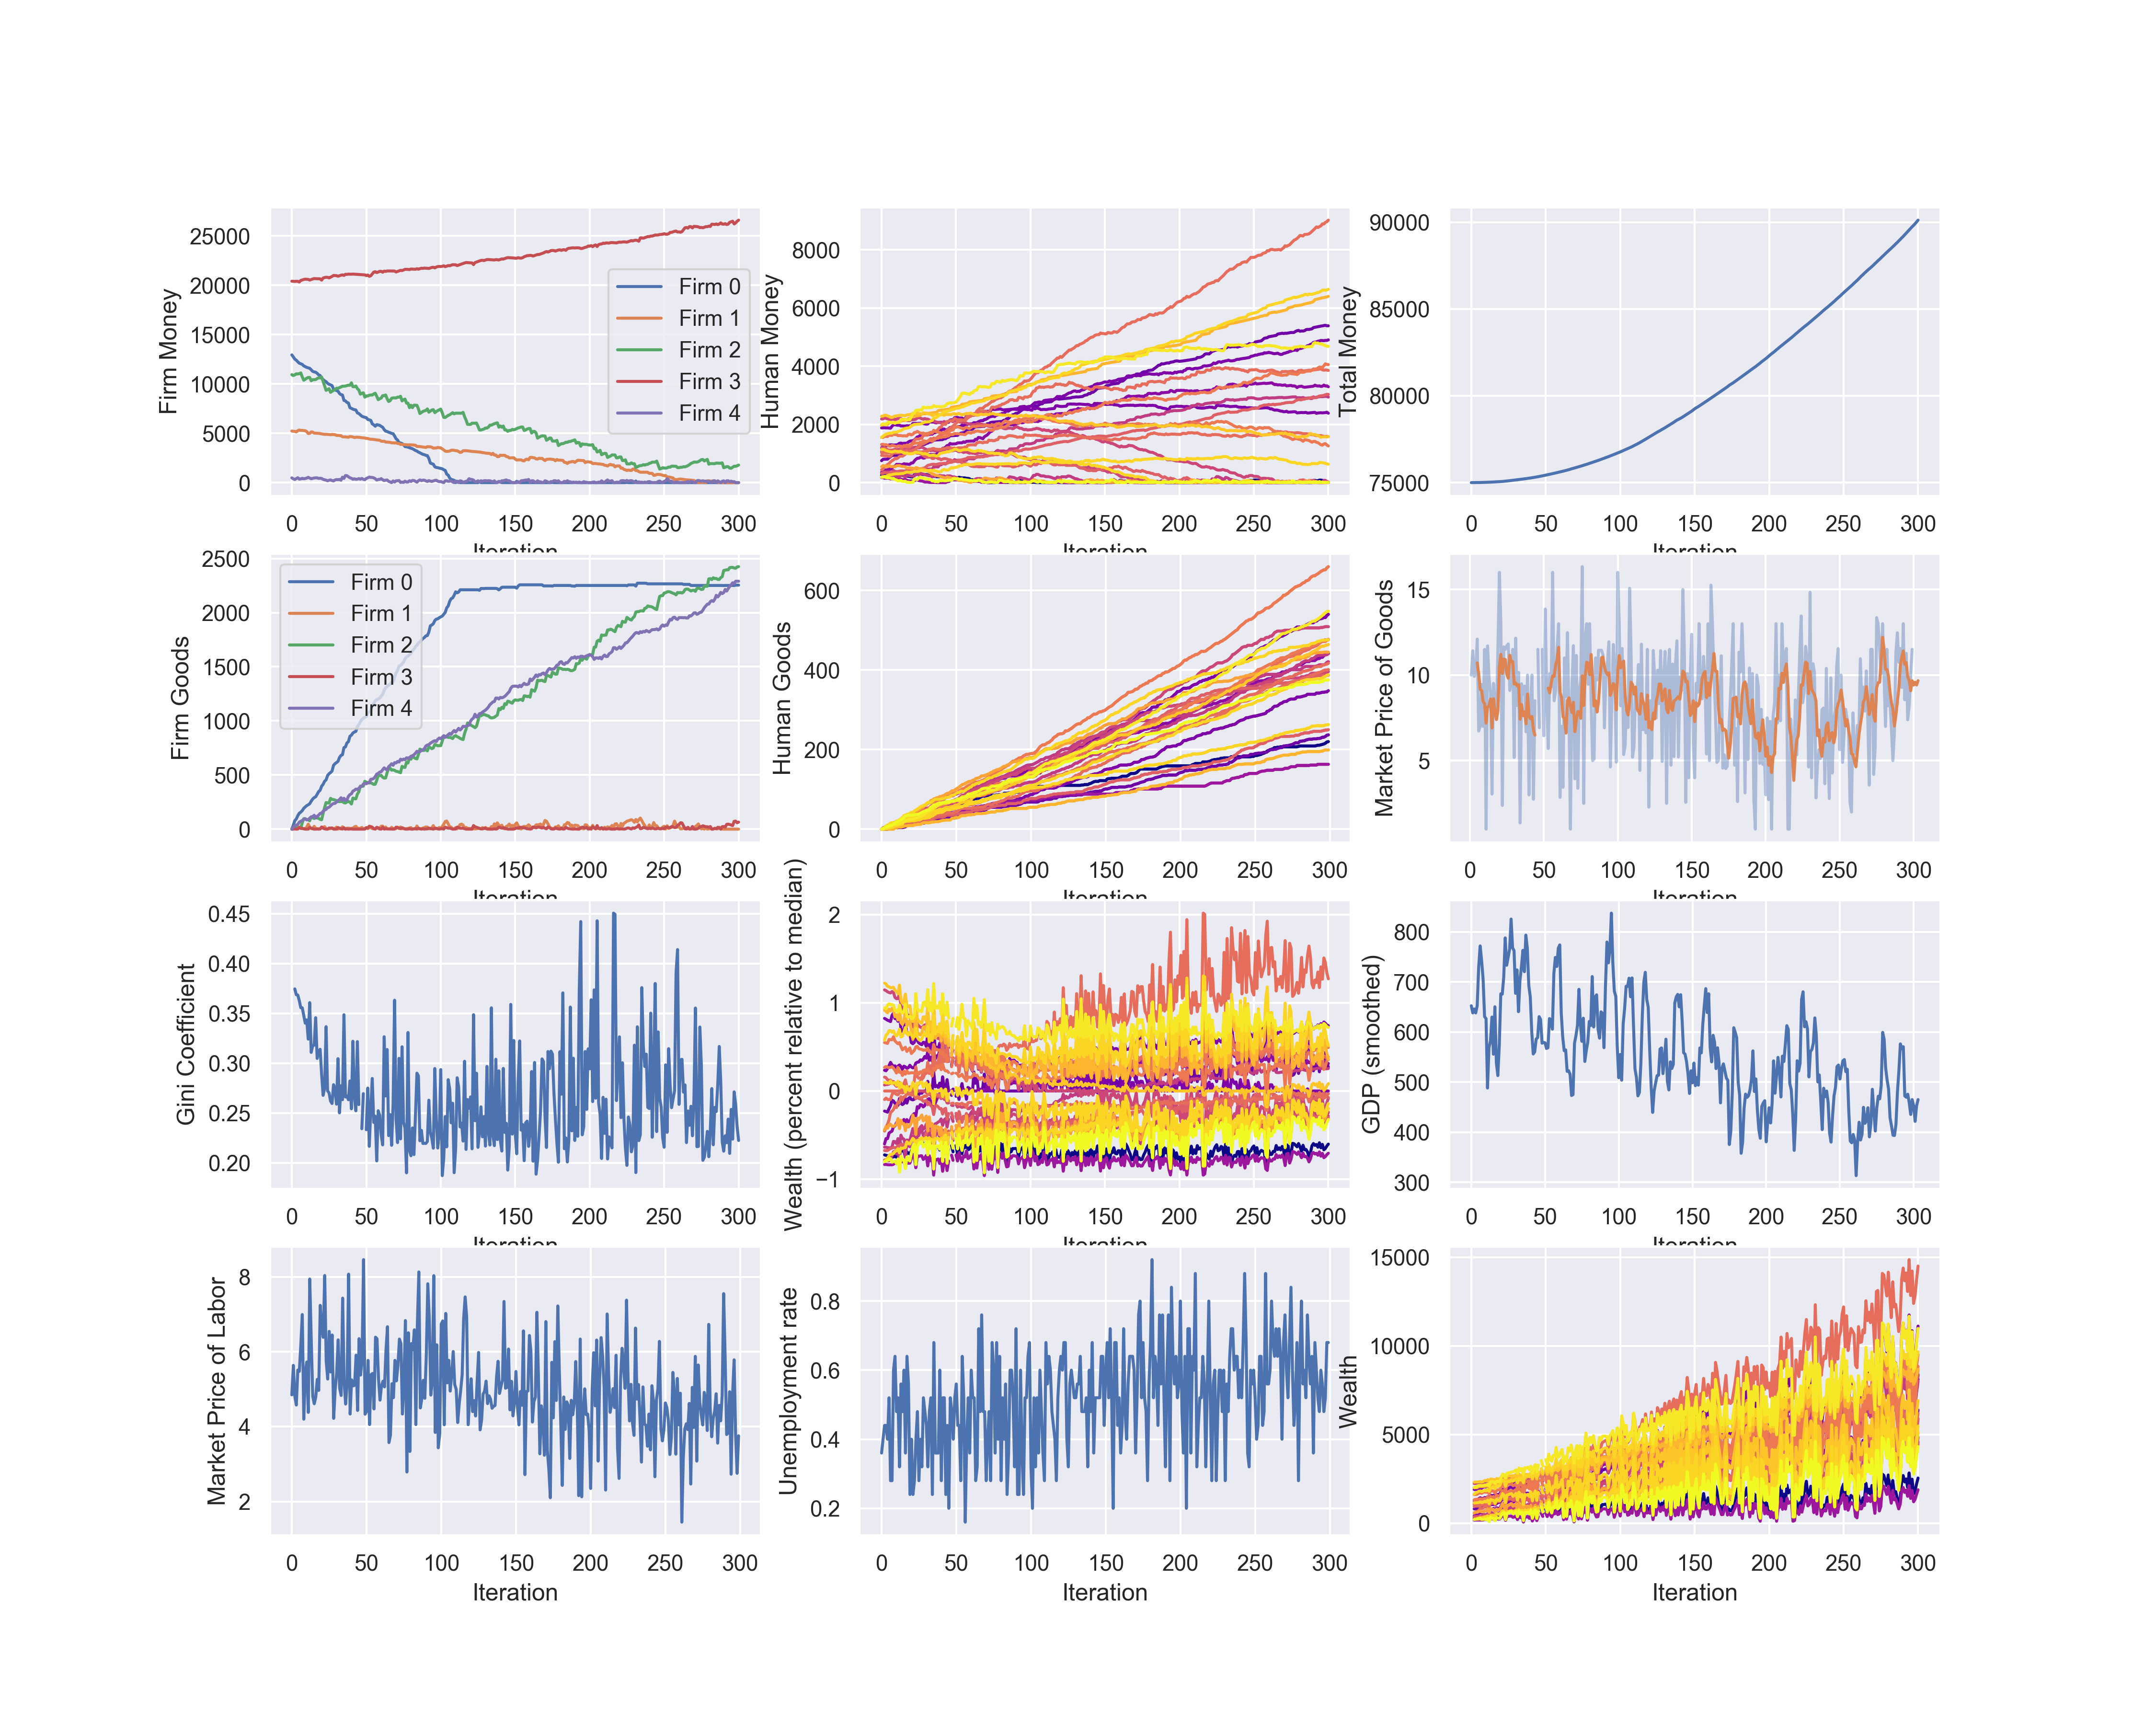 Firm Money
25000
20000
15000
10000
5000
0
Firm 0
Firm 1
Firm 2
Firm 3
Firm 4
0 50 100 150 200 250 300
Iteration
Human Money
8000
6000
4000
2000
0
0 50 100 150 200 250 300
Iteration
Total Money
90000
85000
80000
75000
0 50 100 150 200 250 300
Iteration
Firm Goods
2500
2000
1500
1000
500
0
Firm 0
Firm 1
Firm 2
Firm 3
Firm 4
0 50 100 150 200 250 300
Iteration
Human Goods
600
400
200
0
0 50 100 150 200 250 300
Iteration
Market Price of Goods
15
10
5
0 50 100 150 200 250 300
Iteration
Gini Coefficient
0.45
0.40
0.35
0.30
0.25
0.20
0 50 100 150 200 250 300
Iteration
Wealth (percent relative to median)
2
1
0
−1
0 50 100 150 200 250 300
Iteration
GDP (smoothed)
800
700
600
500
400
300
0 50 100 150 200 250 300
Iteration
Market Price of Labor
8
6
4
2
0 50 100 150 200 250 300
Iteration
Unemployment rate
0.8
0.6
0.4
0.2
0 50 100 150 200 250 300
Iteration
Wealth
15000
10000
5000
0
0 50 100 150 200 250 300
Iteration